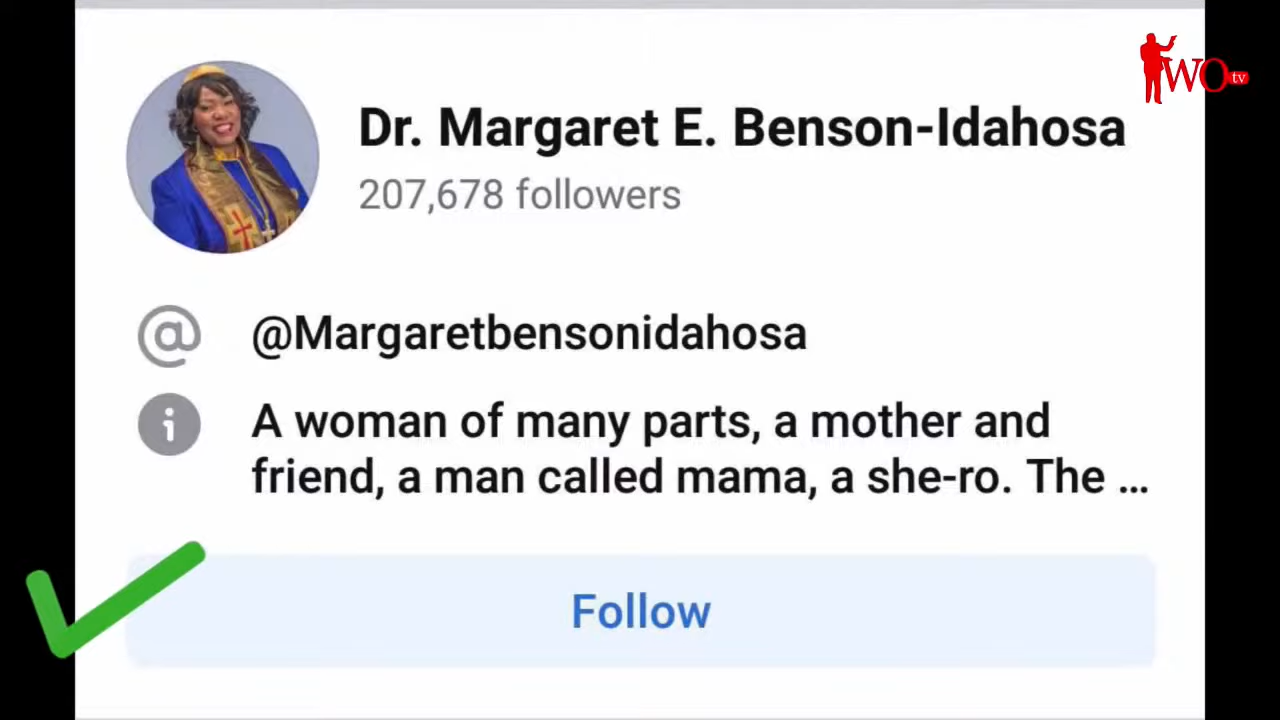 WO tv
Dr. Margaret E. Benson-Idahosa
207,678 followers
@
@Margaretbensonidahosa
i
A woman of many parts, a mother and
friend, a man called mama, a she-ro. The ...
Follow